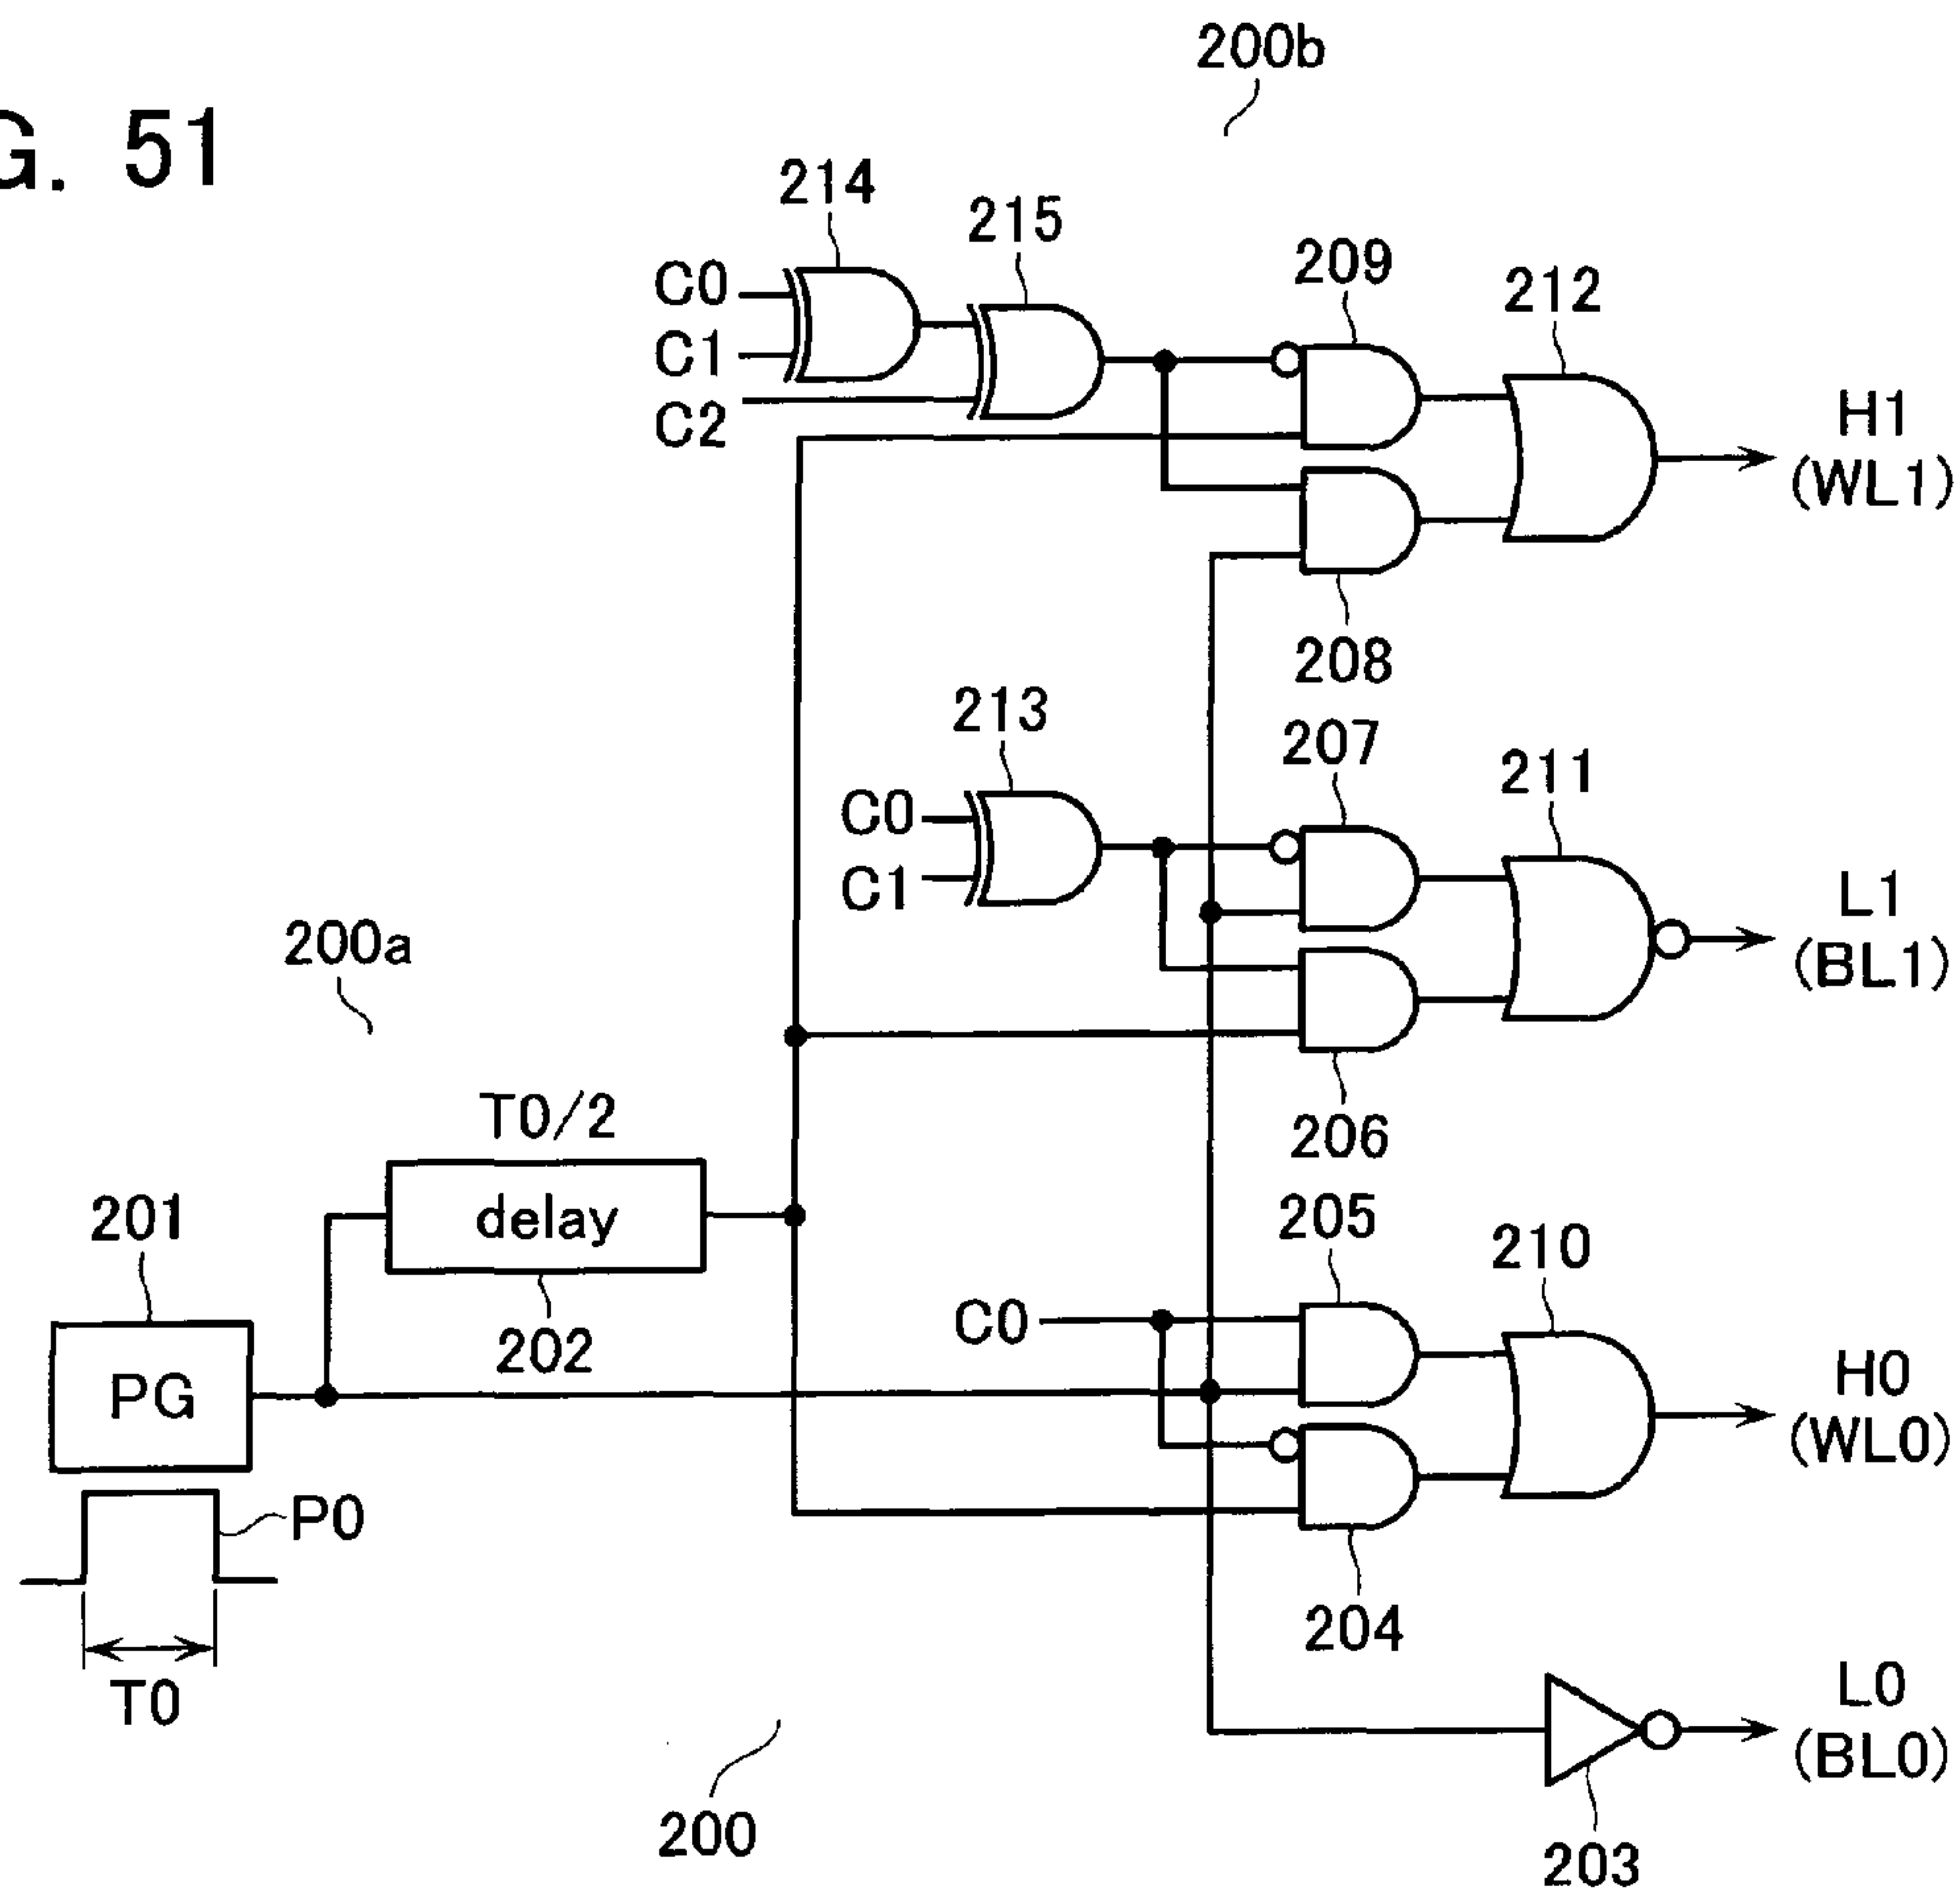 G. 51
200b
214
215
209
212
C0
C1
C2
H1
(WL1)
208
213
207
211
C0
C1
L1
(BL1)
200a
206
T0/2
delay
201
202
205
210
PG
C0
H0
(WL0)
P0
T0
204
L0
(BL0)
200
203